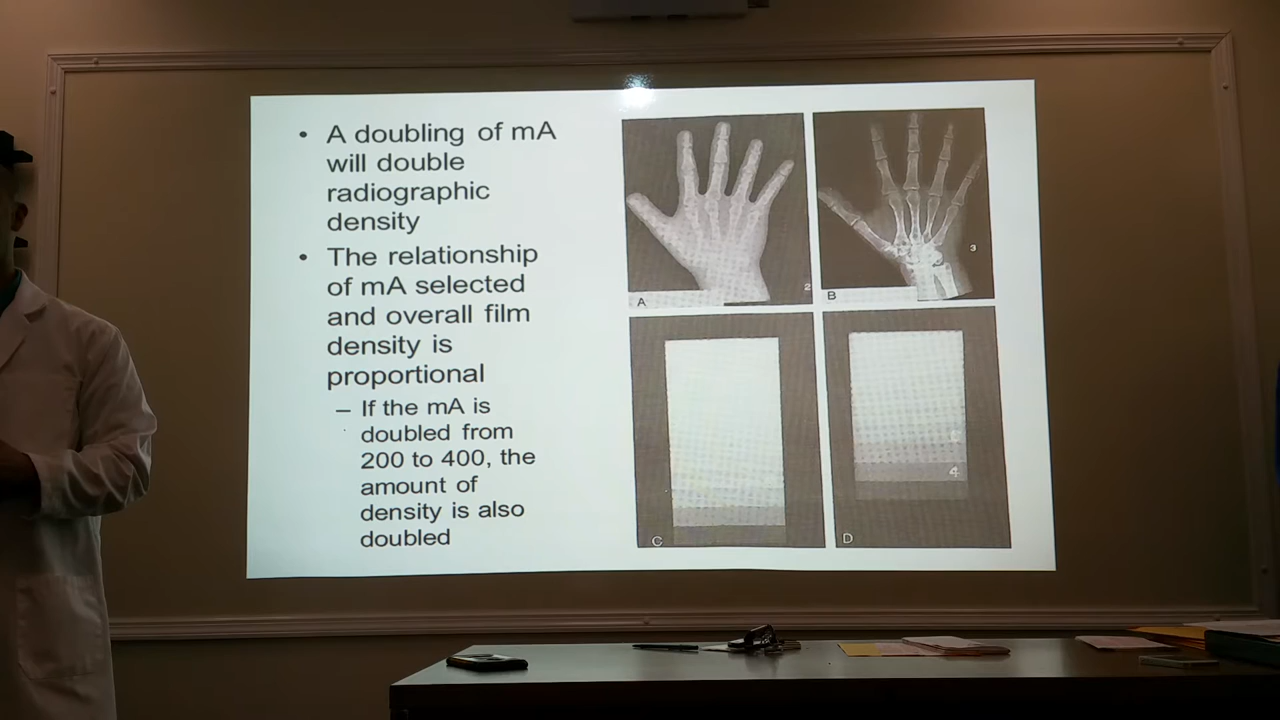 • A doubling of mA
will double
radiographic
density
• The relationship
of mA selected
and overall film
density is
proportional
– If the mA is
doubled from
200 to 400, the
amount of
density is also
doubled
2
3
A
B
4
C
D